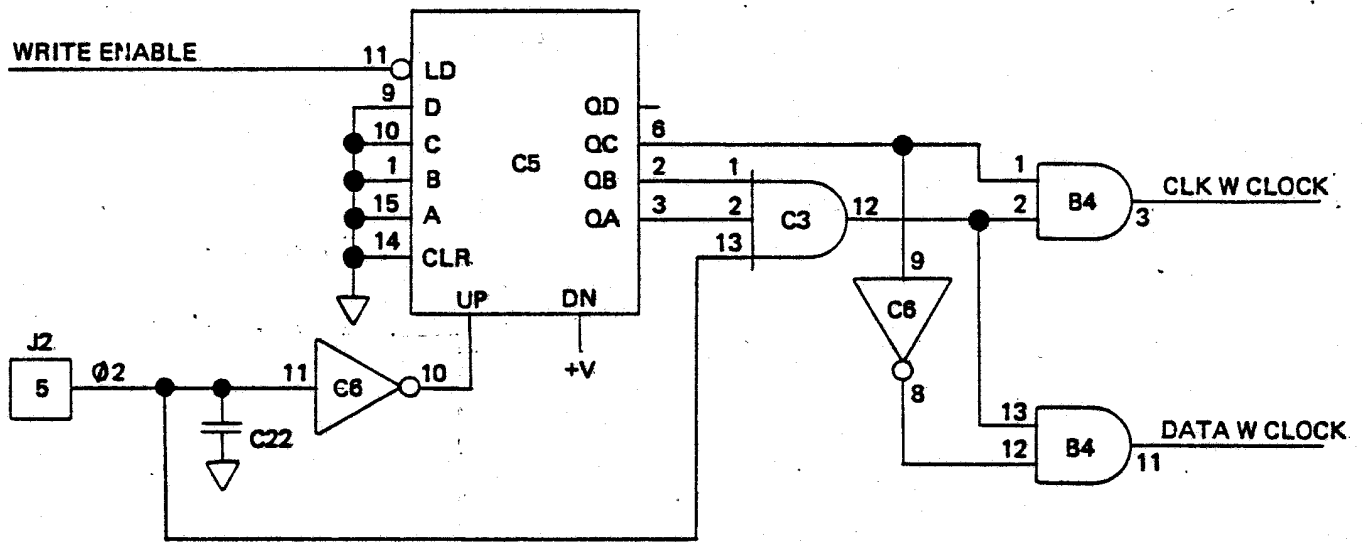 WRITE ENABLE
11
LD
9
D
QD
10
C
C5
QC
6
1
B
QB
2
1
15
A
QA
3
2
C3
12
14
CLR
13
1
2
B4
3
CLK W CLOCK
UP
DN
+V
9
C6
8
J2
5
Ø2
11
C6
10
C22
13
12
B4
11
DATA W CLOCK